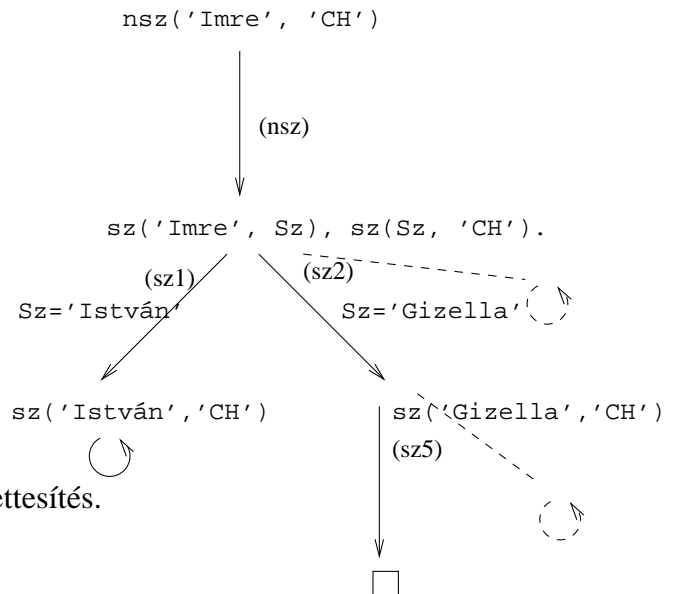 nsz('Imre', 'CH')
(nsz)
sz('Imre', Sz), sz(Sz, 'CH').
(sz1)
(sz2)
Sz='István'
Sz='Gizella'
sz('István','CH')
sz('Gizella','CH')
(sz5)
ettesítés.